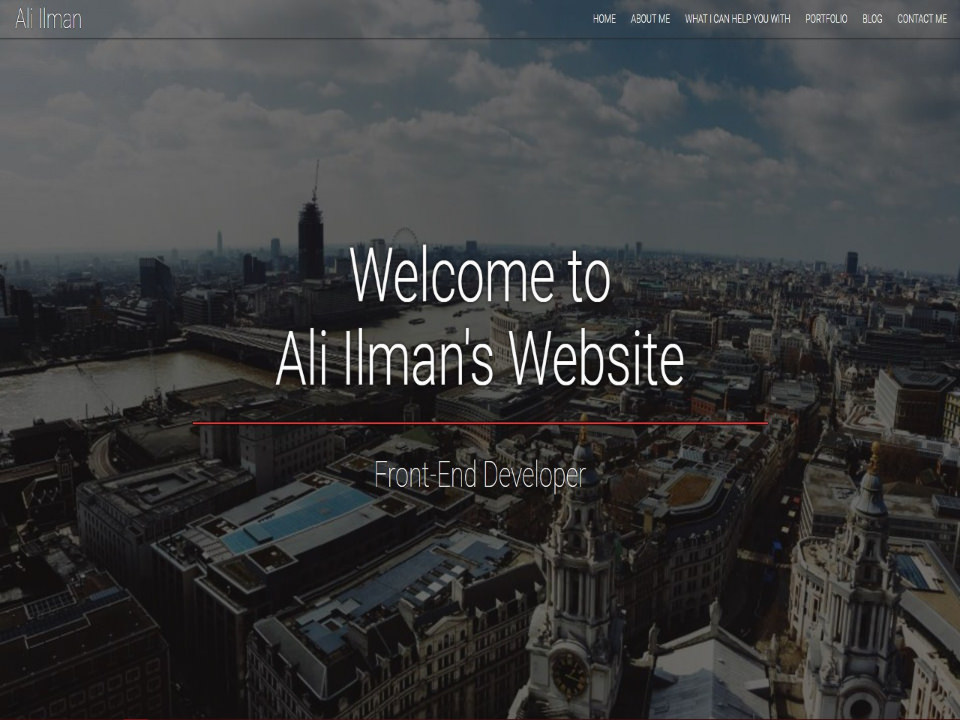 Ali Ilman
HOME ABOUT ME WHAT I CAN HELP YOU WITH PORTFOLIO BLOG CONTACT ME
Welcome to
Ali Ilman's Website
Front-End Developer